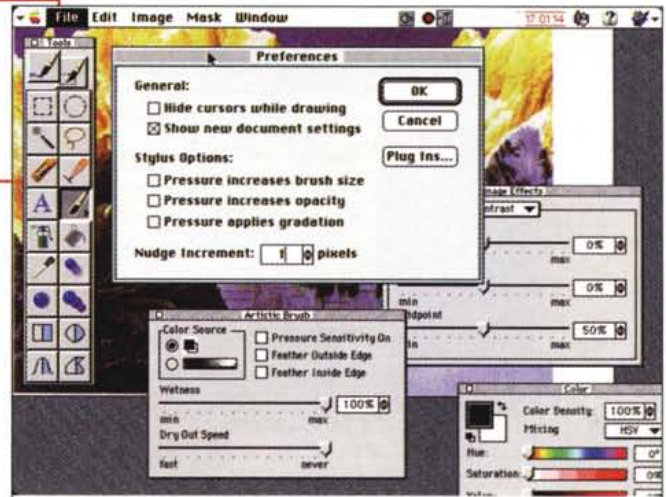 File Edit Image Mask Window
17 01 14
Tools
Preferences
General:
Hide cursors while drawing
Show new document settings
Stylus Options:
Pressure increases brush size
Pressure increases opacity
Pressure applies gradation
Nudge Increment: 1 pixels
OK
Cancel
Plug Ins...
A
Image Effects
0%
max
0%
min max
50%
max
Artistic Brush
Color Source
Pressure Sensitivity On
Feather Outside Edge
Feather Inside Edge
Wetness
100%
min max
Dry Out Speed
fast never
Color
Color Density: 100%
Mixing HSV
Hue: 0°
Saturation: 0%